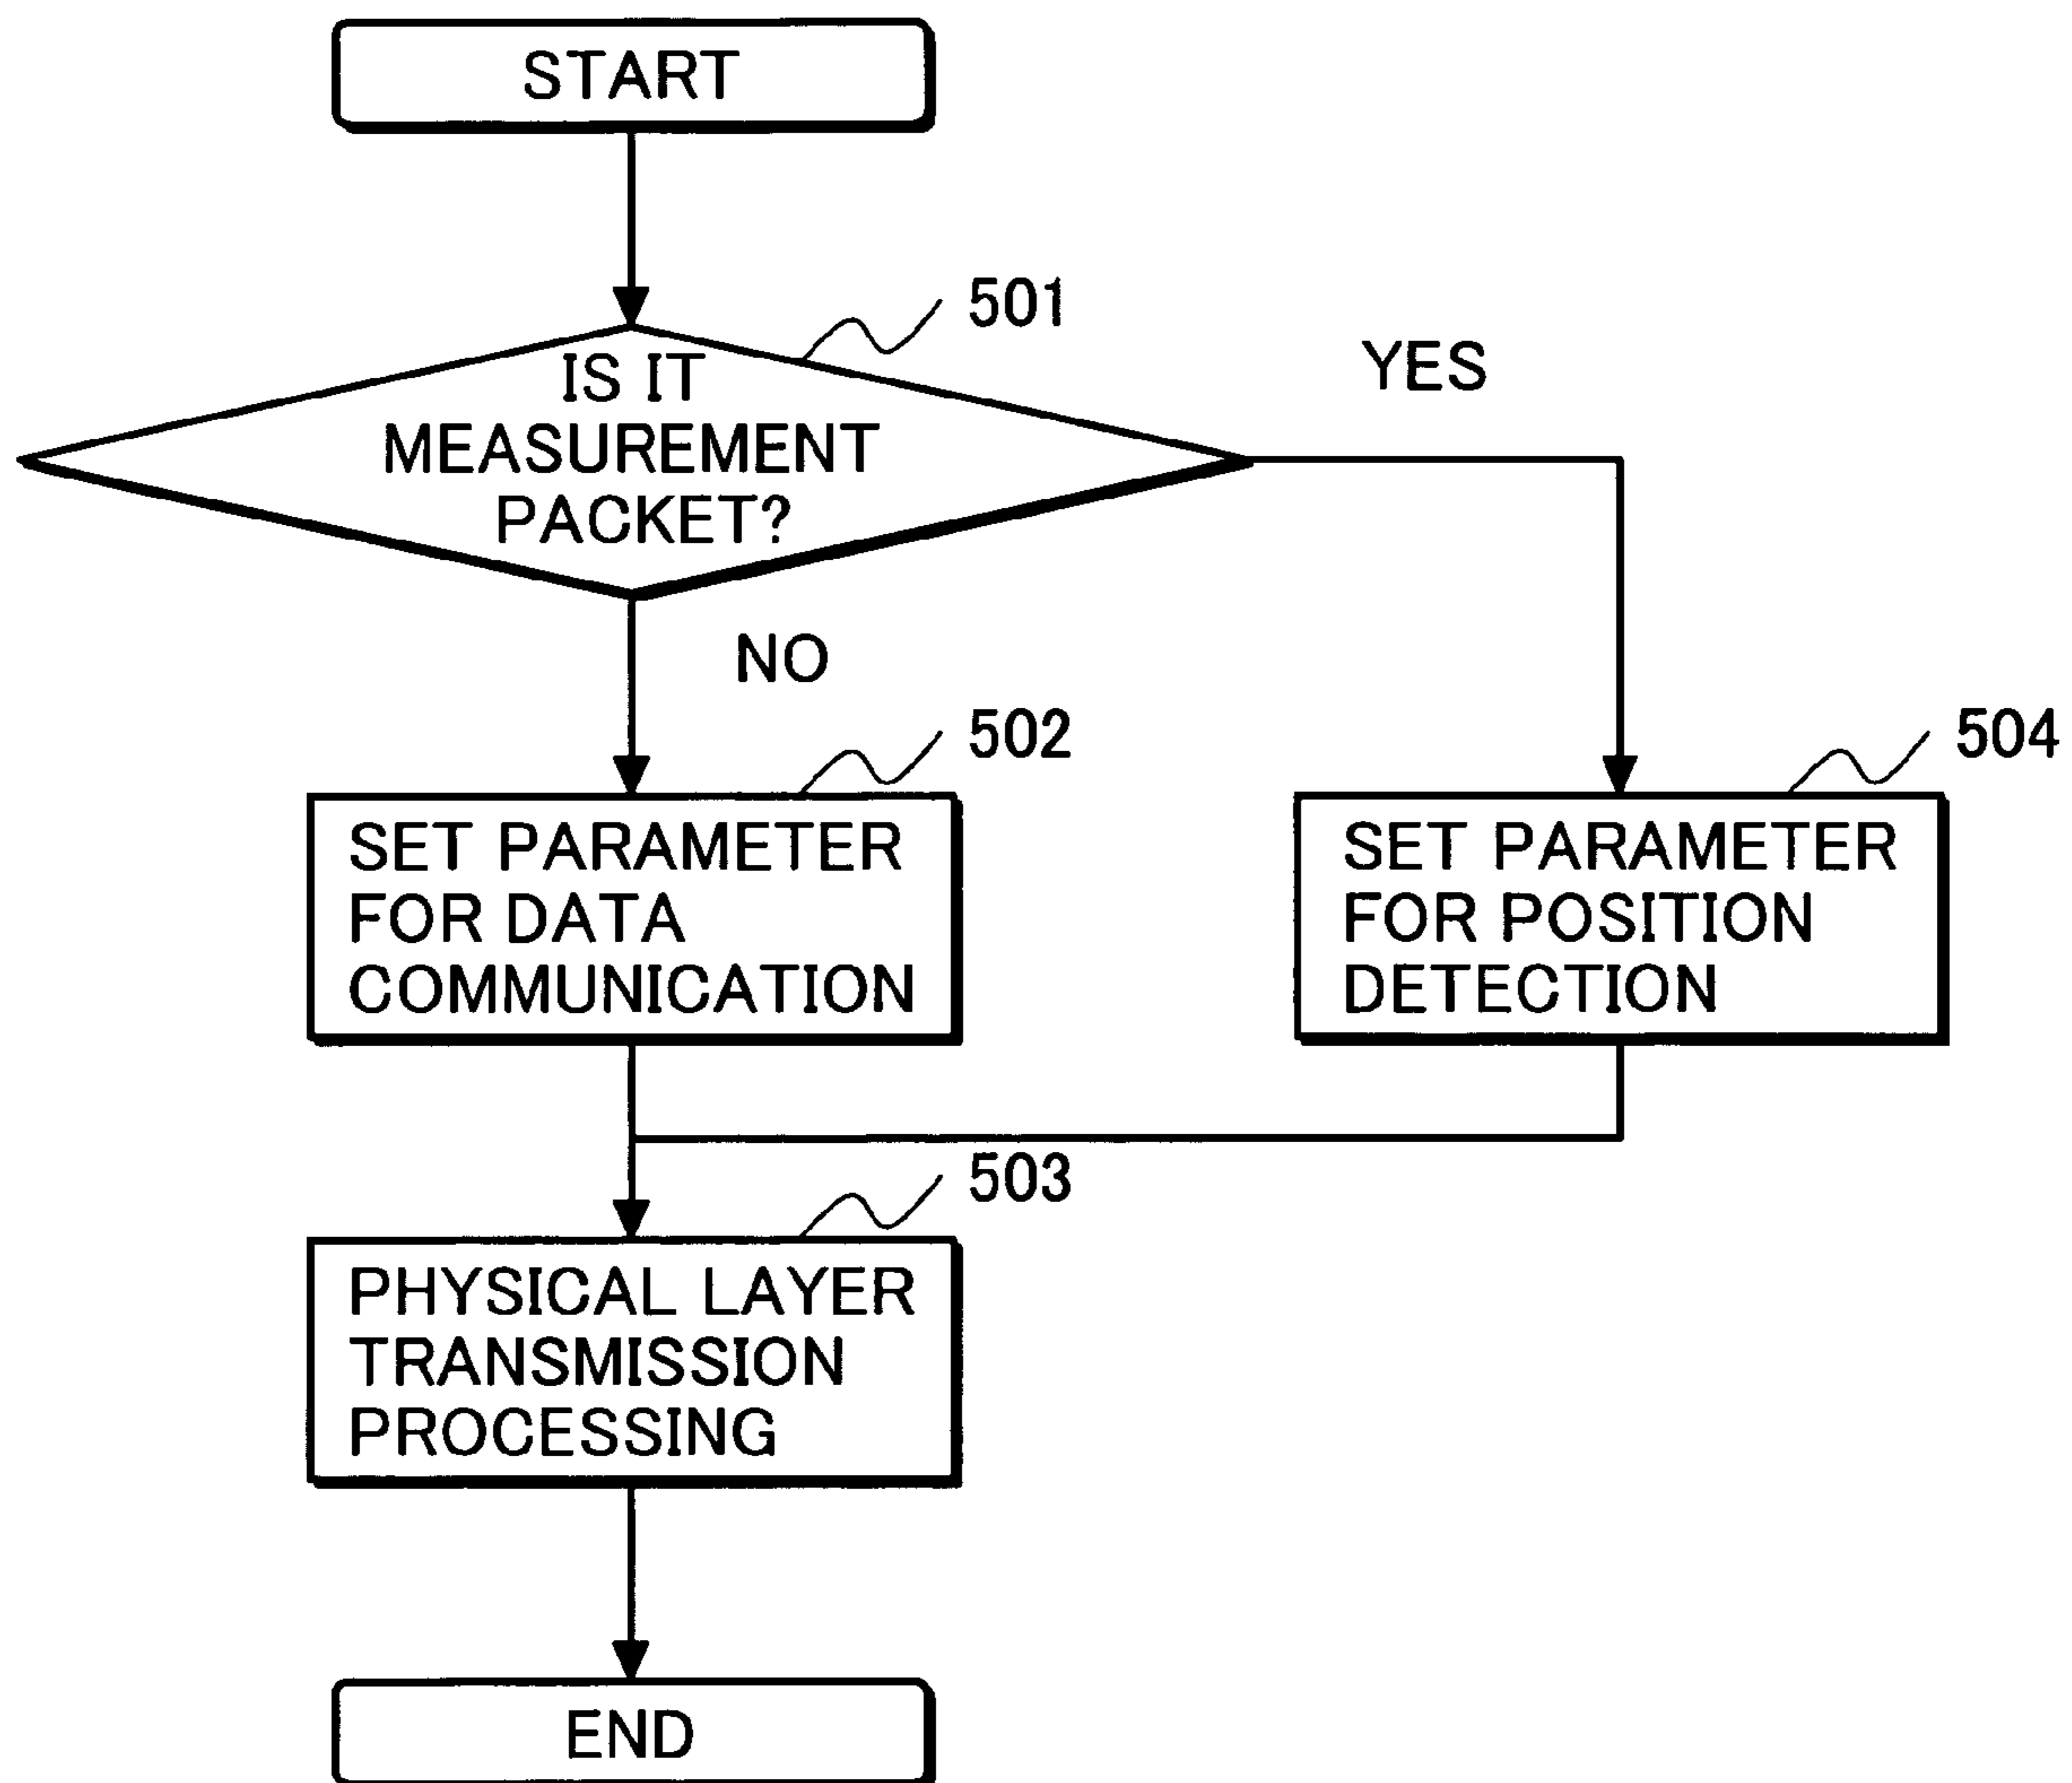 START
501
IS IT
MEASUREMENT
PACKET?
YES
NO
502
SET PARAMETER
FOR DATA
COMMUNICATION
504
SET PARAMETER
FOR POSITION
DETECTION
503
PHYSICAL LAYER
TRANSMISSION
PROCESSING
END